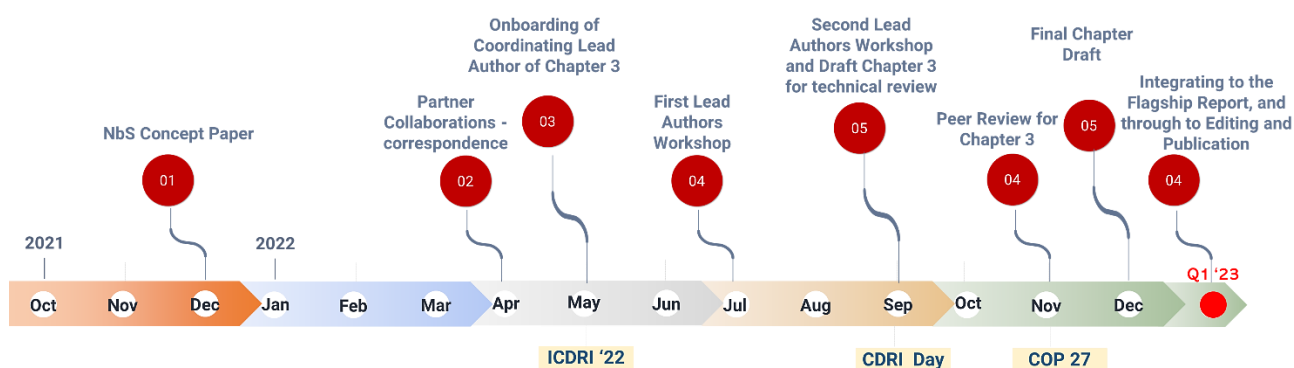 NbS Concept Paper
01
Partner
Collaborations -
correspondence
02
Onboarding of
Coordinating Lead
Author of Chapter 3
03
First Lead
Authors
Workshop
04
Second Lead
Authors Workshop
and Draft Chapter 3
for technical review
05
Peer Review for
Chapter 3
04
Final Chapter
Draft
05
Integrating to the
Flagship Report, and
through to Editing and
Publication
04
2021
2022
Q1 ‘23
Oct
Nov
Dec
Jan
Feb
Mar
Apr
May
Jun
Jul
Aug
Sep
Oct
Nov
Dec
ICDRI ‘22
CDRI Day
COP 27